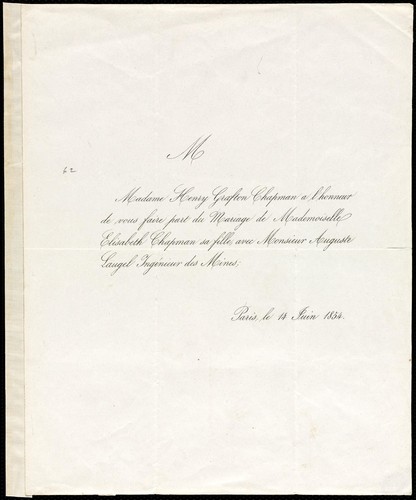 M
62
Madame Henry Grafton Chapman a l'honneur
de vous faire part du Mariage de Mademoiselle
Elisabeth Chapman sa fille, avec Monsieur Auguste
Laugel Ingénieur des Mines.
Paris, le 14 Juin 1854.